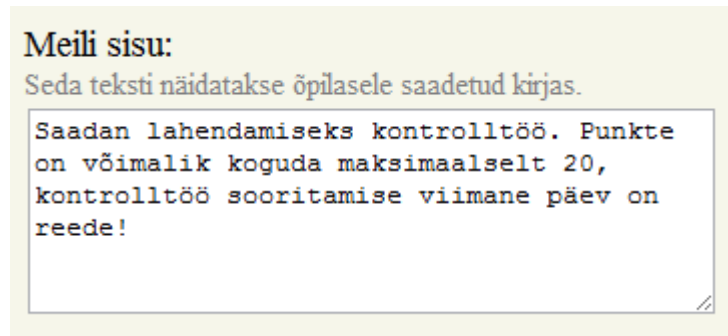 Meili sisu:
Seda teksti näidatakse õpilasele saadetud kirjas.
Saadan lahendamiseks kontrolltöö. Punkte
on võimalik koguda maksimaalselt 20,
kontrolltöö sooritamise viimane päev on
reede!